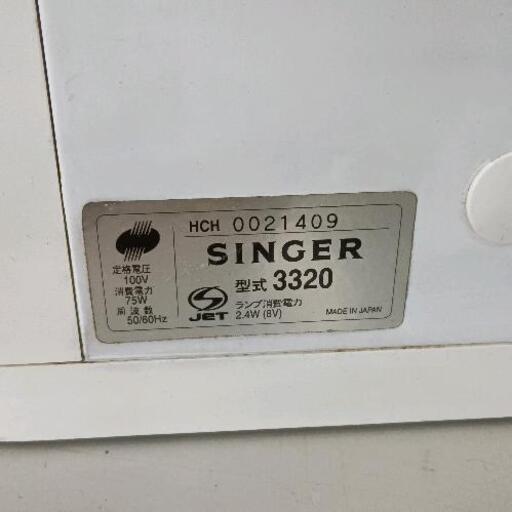 HCH 0021409
SINGER
型式 3320
定格電圧
100V
消費電力
75W
周波数
50/60Hz
JET
ランプ消費電力
2.4W (8V)
MADE IN JAPAN